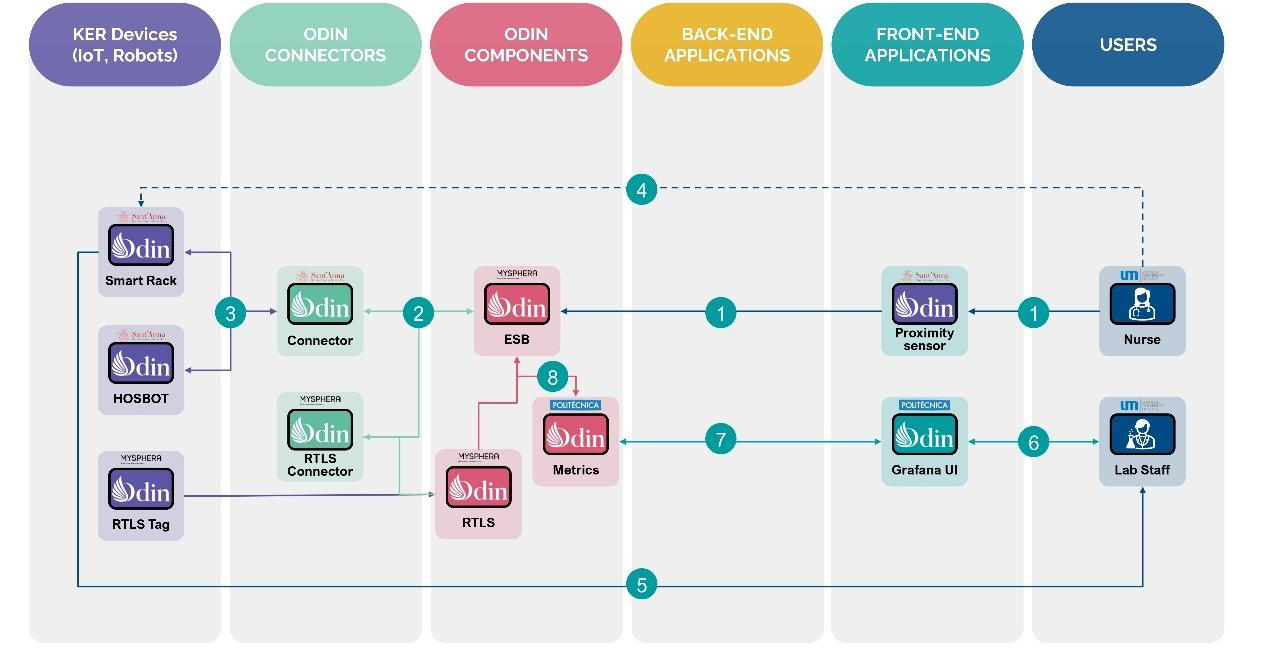 KER Devices
(IoT, Robots)
ODIN
CONNECTORS
ODIN
COMPONENTS
BACK-END
APPLICATIONS
FRONT-END
APPLICATIONS
USERS
4
Sant'Anna
Odin
Smart Rack
Sant'Anna
Odin
HOSBOT
MYSPHERA
Odin
RTLS Tag
3
Sant'Anna
Odin
Connector
MYSPHERA
Odin
RTLS
Connector
2
MYSPHERA
Odin
ESB
8
POLITÉCNICA
Odin
Metrics
MYSPHERA
Odin
RTLS
1
7
5
Sant'Anna
Odin
Proximity
sensor
POLITÉCNICA
Odin
Grafana UI
1
6
um
Nurse
um
Lab Staff